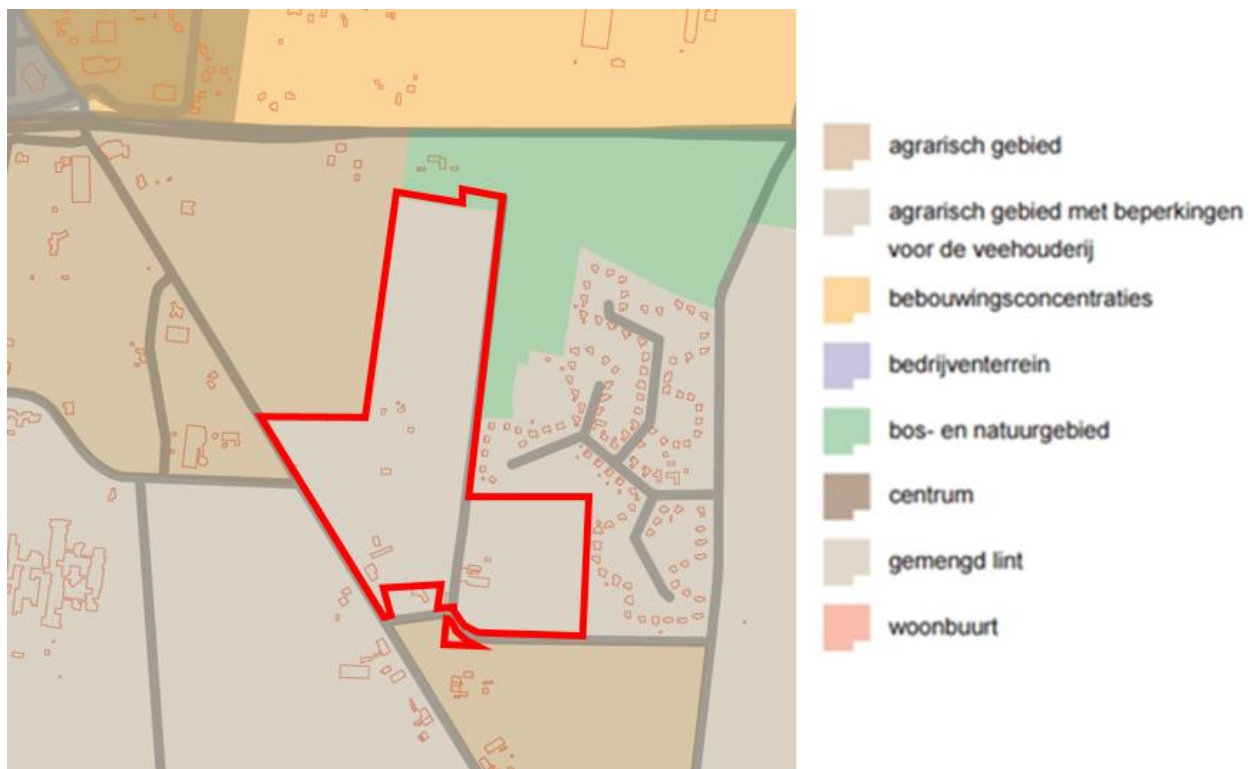 agrarisch gebied
agrarisch gebied met beperkingen
voor de veehouderij
bebouwingsconcentraties
bedrijventerrein
bos- en natuurgebied
centrum
gemengd lint
woonbuurt